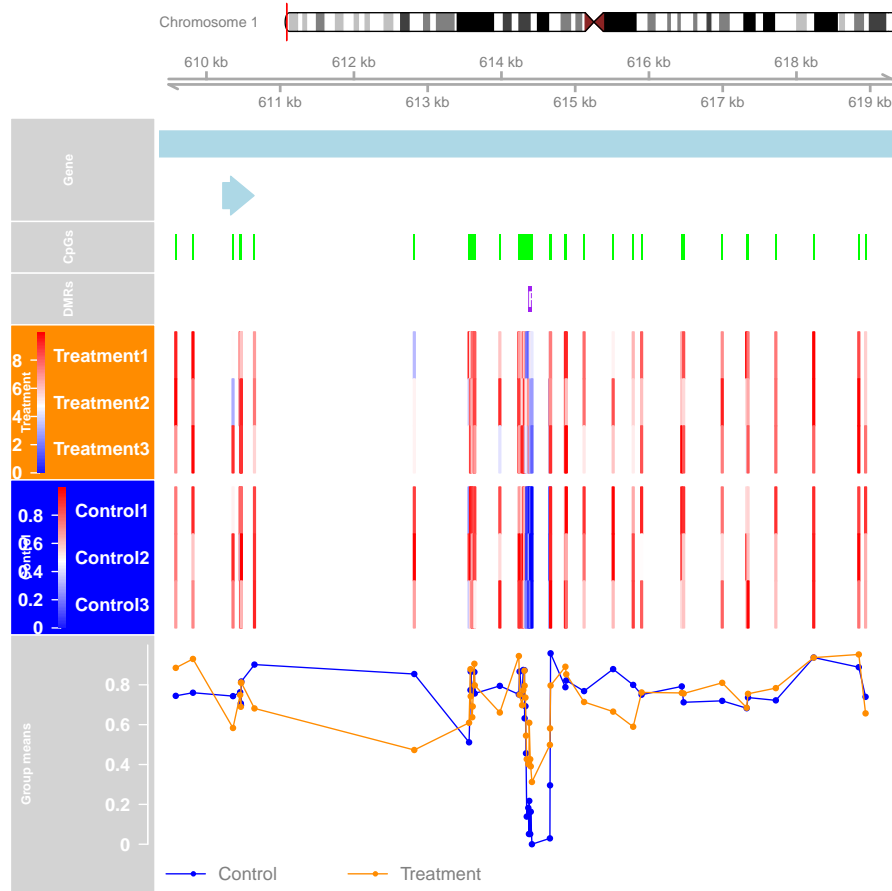 Chromosome 1
610 kb
612 kb
614 kb
616 kb
618 kb
611 kb
613 kb
615 kb
617 kb
619 kb
Gene
CpGs
DMRs
Treatment
8
6
4
2
0
Treatment1
Treatment2
Treatment3
Control
0.8
0.6
0.4
0.2
0
Control1
Control2
Control3
Group means
0.8
0.6
0.4
0.2
0
Control
Treatment